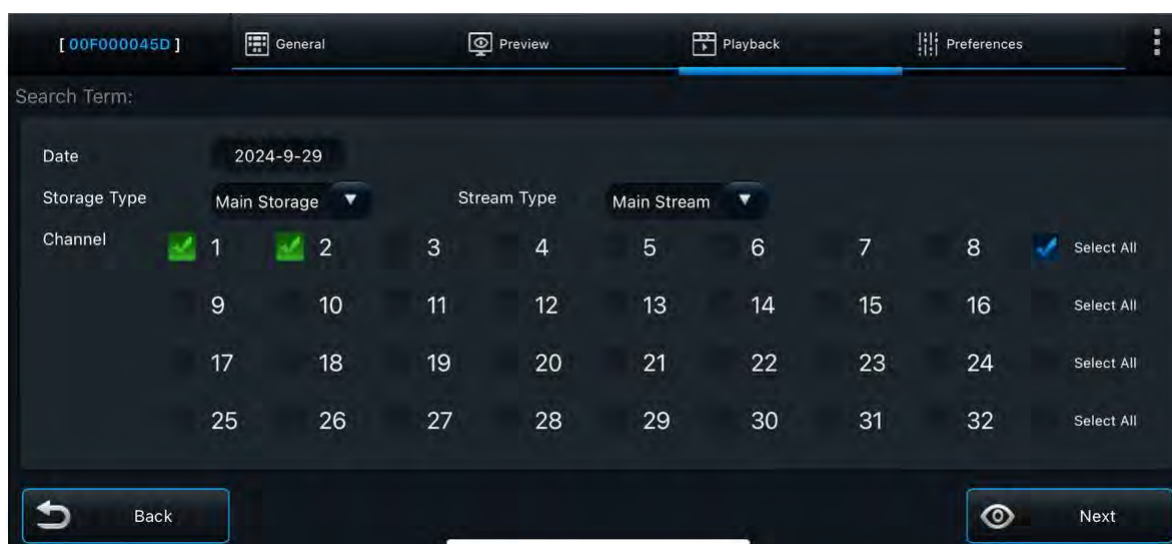 [ 00F000045D ] General Preview Playback Preferences
Search Term:
Date 2024-9-29
Storage Type Main Storage Stream Type Main Stream
Channel 1 2 3 4 5 6 7 8 Select All
9 10 11 12 13 14 15 16 Select All
17 18 19 20 21 22 23 24 Select All
25 26 27 28 29 30 31 32 Select All
Back Next